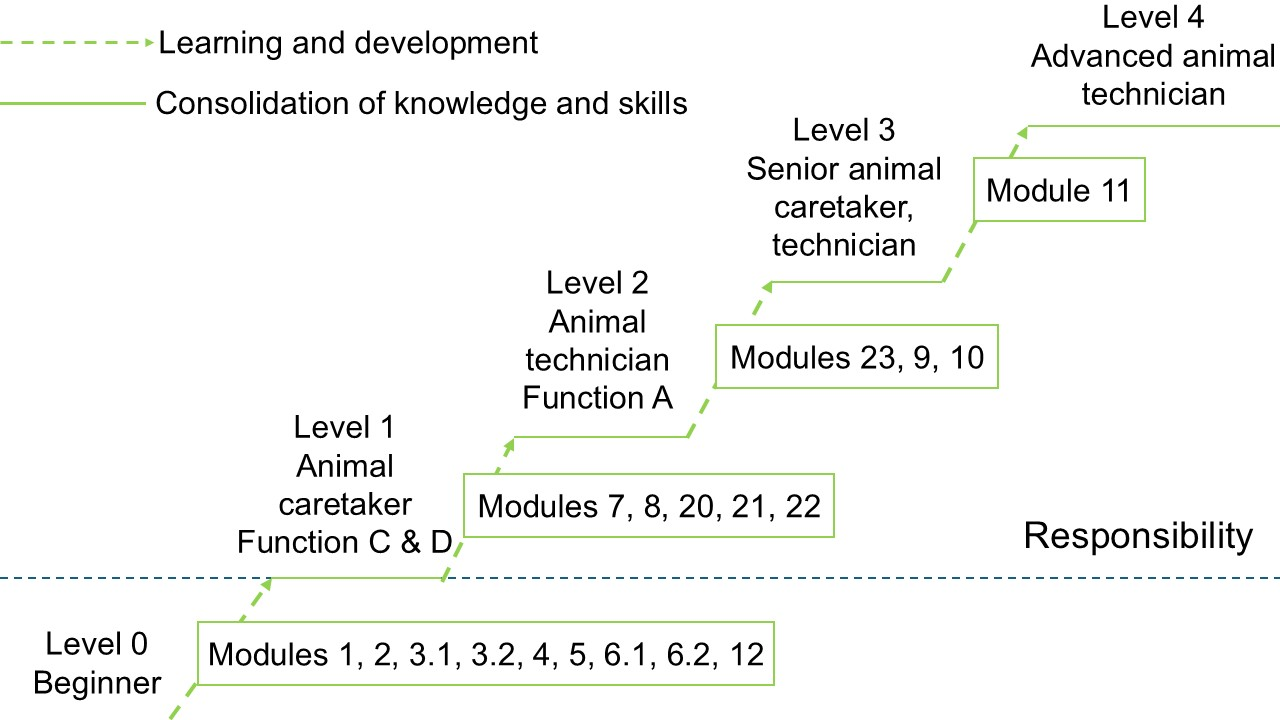 Learning and development
Consolidation of knowledge and skills
Level 4
Advanced animal
technician
Level 3
Senior animal
caretaker,
technician
Module 11
Level 2
Animal
technician
Function A
Modules 23, 9, 10
Level 1
Animal
caretaker
Function C & D
Modules 7, 8, 20, 21, 22
Responsibility
Level 0
Beginner
Modules 1, 2, 3.1, 3.2, 4, 5, 6.1, 6.2, 12